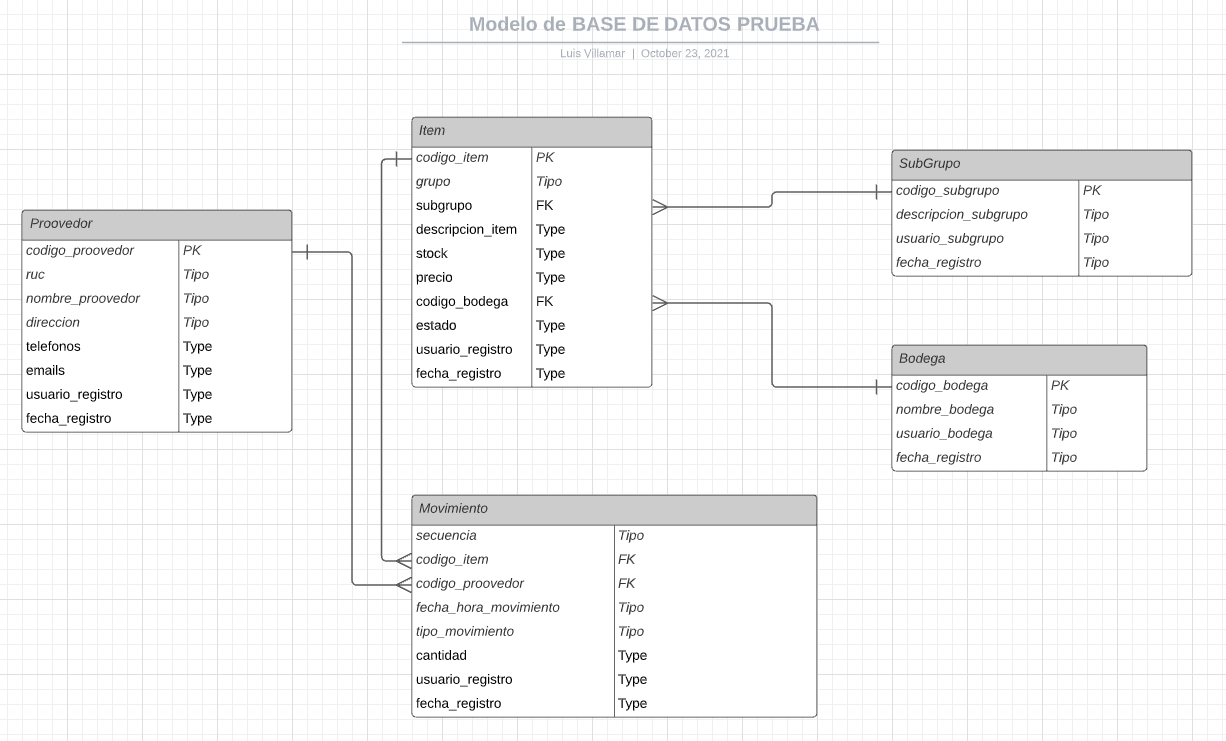 Modelo de BASE DE DATOS PRUEBA
Luis Villamar | October 23, 2021
Item
codigo_item PK
grupo Tipo
subgrupo FK
descripcion_item Type
stock Type
precio Type
codigo_bodega FK
estado Type
usuario_registro Type
fecha_registro Type
SubGrupo
codigo_subgrupo PK
descripcion_subgrupo Tipo
usuario_subgrupo Tipo
fecha_registro Tipo
Proovedor
codigo_proovedor PK
ruc Tipo
nombre_proovedor Tipo
direccion Tipo
telefonos Type
emails Type
usuario_registro Type
fecha_registro Type
Bodega
codigo_bodega PK
nombre_bodega Tipo
usuario_bodega Tipo
fecha_registro Tipo
Movimiento
secuencia Tipo
codigo_item FK
codigo_proovedor FK
fecha_hora_movimiento Tipo
tipo_movimiento Tipo
cantidad Type
usuario_registro Type
fecha_registro Type